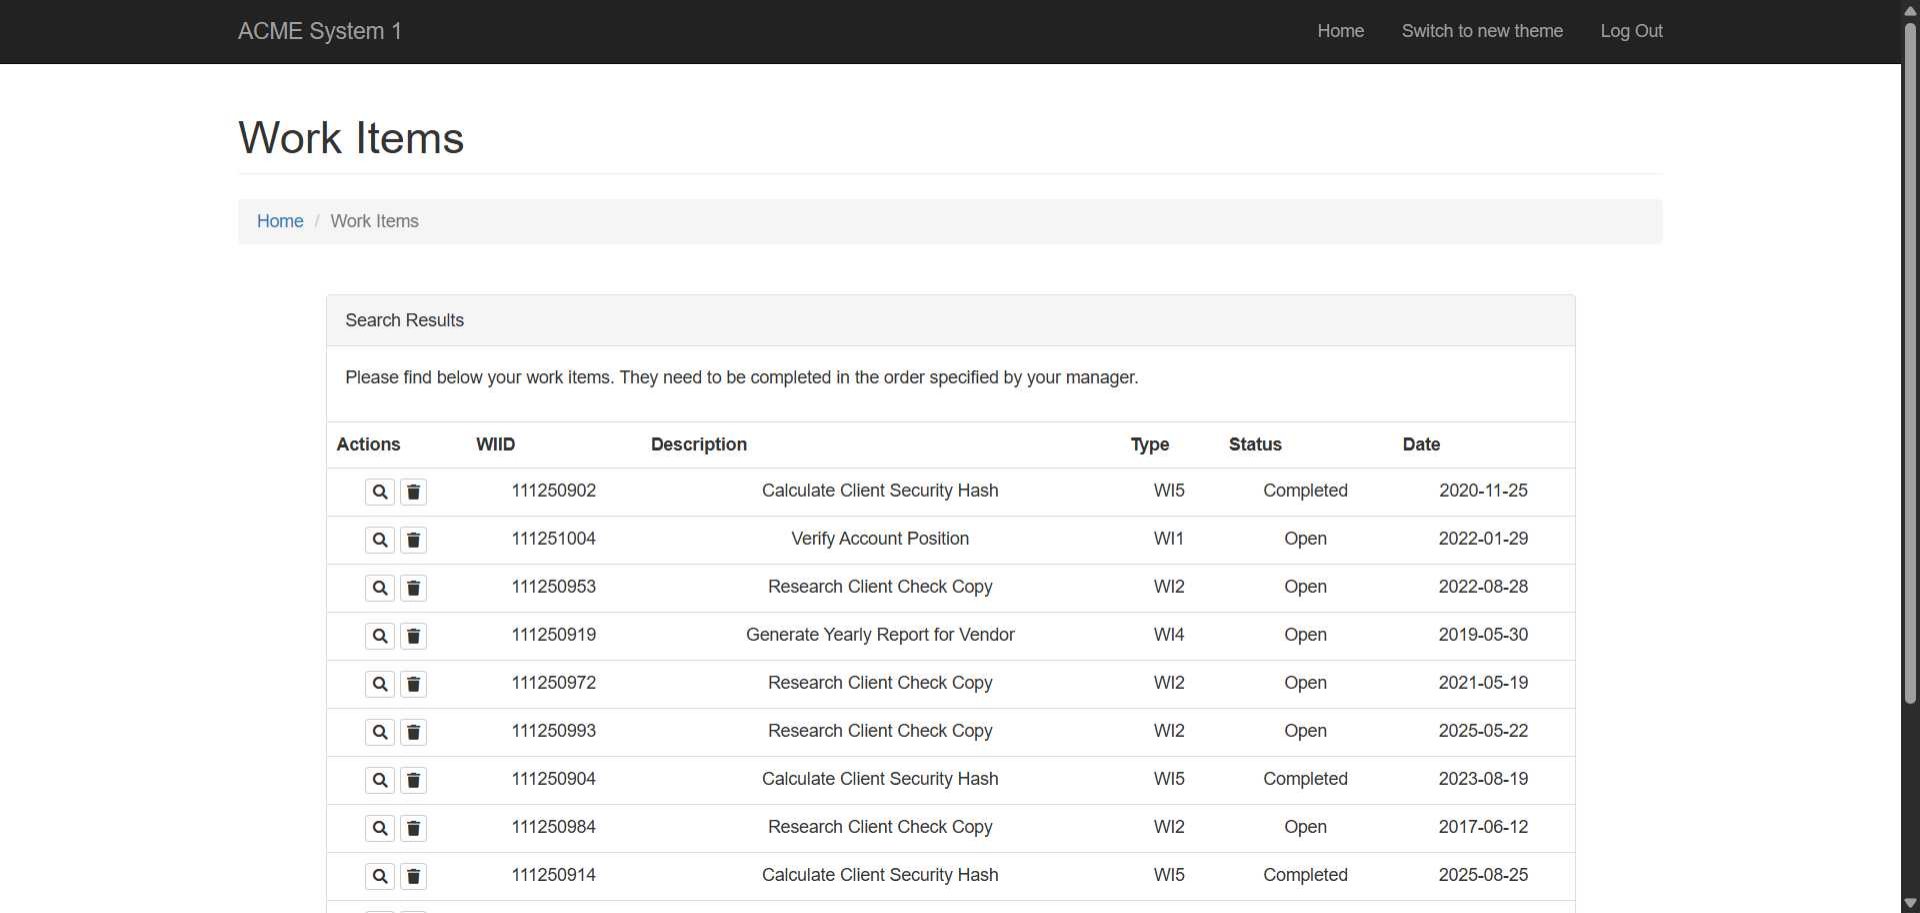 ACME System 1 Home Switch to new theme Log Out
Work Items
Home / Work Items
Search Results
Please find below your work items. They need to be completed in the order specified by your manager.
Actions WIID Description Type Status Date
111250902 Calculate Client Security Hash WI5 Completed 2020-11-25
111251004 Verify Account Position WI1 Open 2022-01-29
111250953 Research Client Check Copy WI2 Open 2022-08-28
111250919 Generate Yearly Report for Vendor WI4 Open 2019-05-30
111250972 Research Client Check Copy WI2 Open 2021-05-19
111250993 Research Client Check Copy WI2 Open 2025-05-22
111250904 Calculate Client Security Hash WI5 Completed 2023-08-19
111250984 Research Client Check Copy WI2 Open 2017-06-12
111250914 Calculate Client Security Hash WI5 Completed 2025-08-25